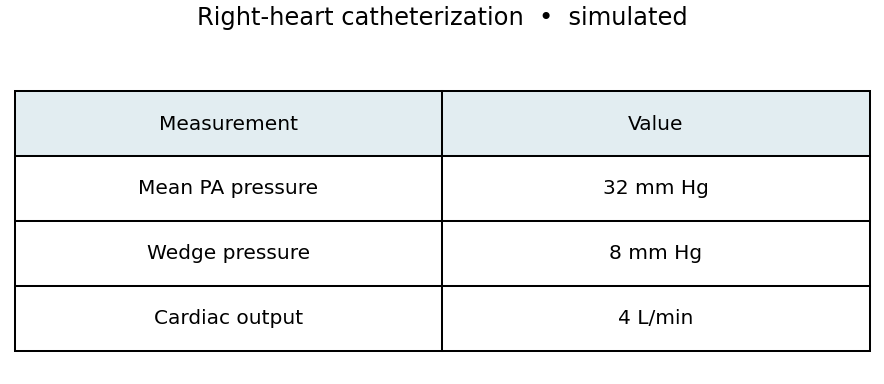 Right-heart catheterization • simulated
Measurement Value
Mean PA pressure 32 mm Hg
Wedge pressure 8 mm Hg
Cardiac output 4 L/min